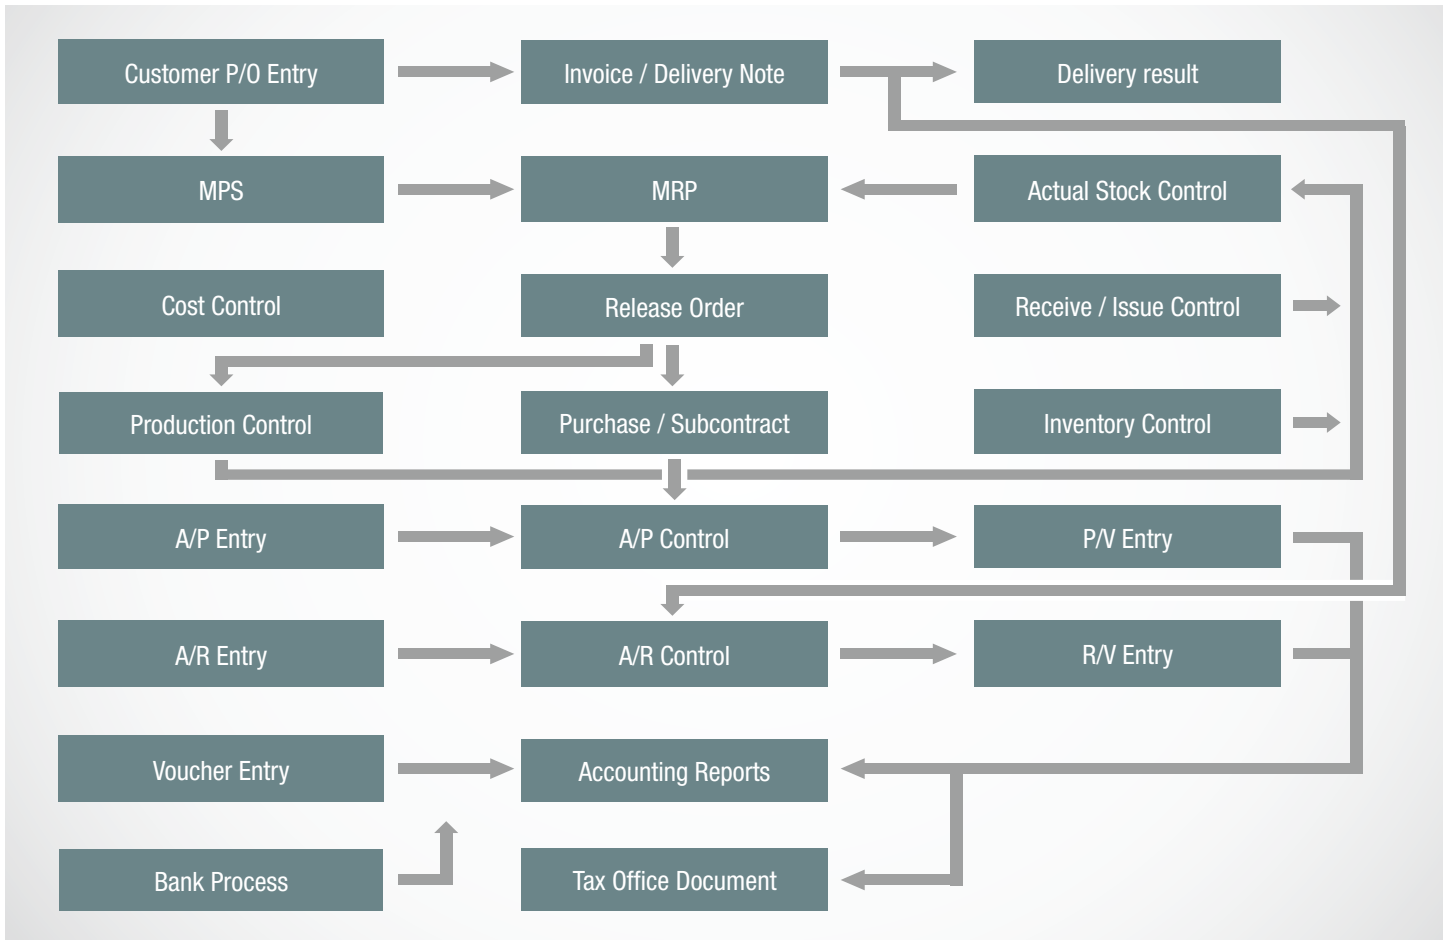 Customer P/O Entry
Invoice / Delivery Note
Delivery result
MPS
MRP
Actual Stock Control
Cost Control
Release Order
Receive / Issue Control
Production Control
Purchase / Subcontract
Inventory Control
A/P Entry
A/P Control
P/V Entry
A/R Entry
A/R Control
R/V Entry
Voucher Entry
Accounting Reports
Bank Process
Tax Office Document